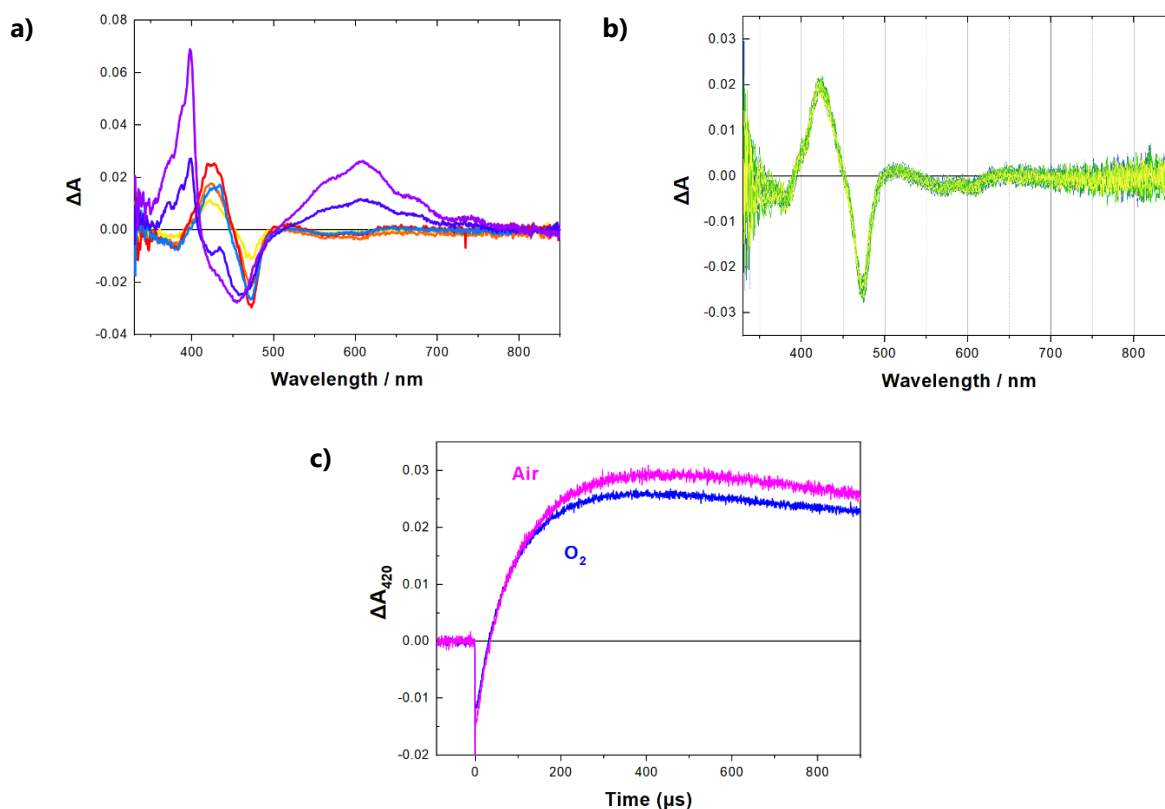 a)
0.08
0.06
0.04
0.02
0.00
-0.02
-0.04
ΔA
400 500 600 700 800
Wavelength / nm
b)
0.03
0.02
0.01
0.00
-0.01
-0.02
-0.03
ΔA
400 500 600 700 800
Wavelength / nm
c)
0.03
0.02
0.01
0.00
-0.01
-0.02
ΔA₄₂₀
Air
O₂
0 200 400 600 800
Time (μs)